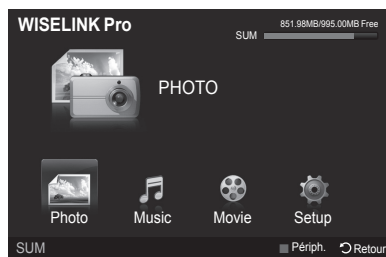 WISELINK Pro
851.98MB/995.00MB Free
SUM
PHOTO
Photo Music Movie Setup
SUM Périph. Retour